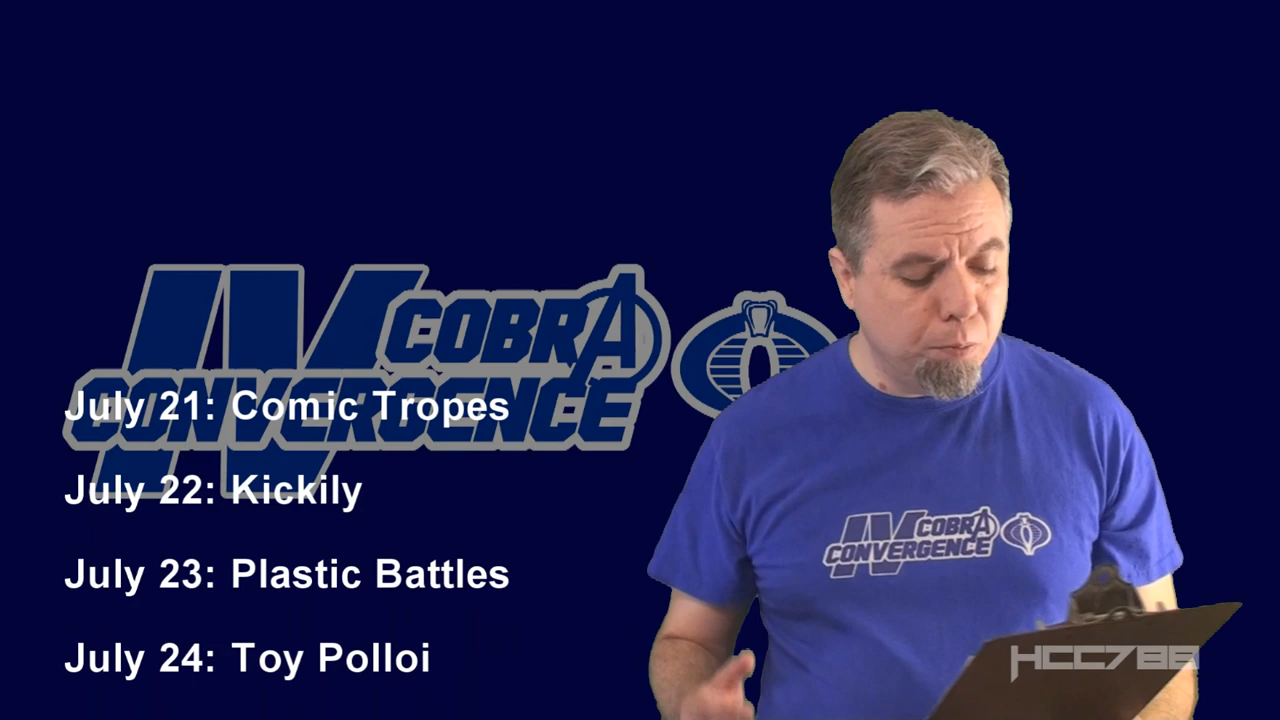 IV COBRA
CONVERGENCE
July 21: Comic Tropes
July 22: Kickily
July 23: Plastic Battles
July 24: Toy Polloi
IV COBRA
CONVERGENCE
HCC788